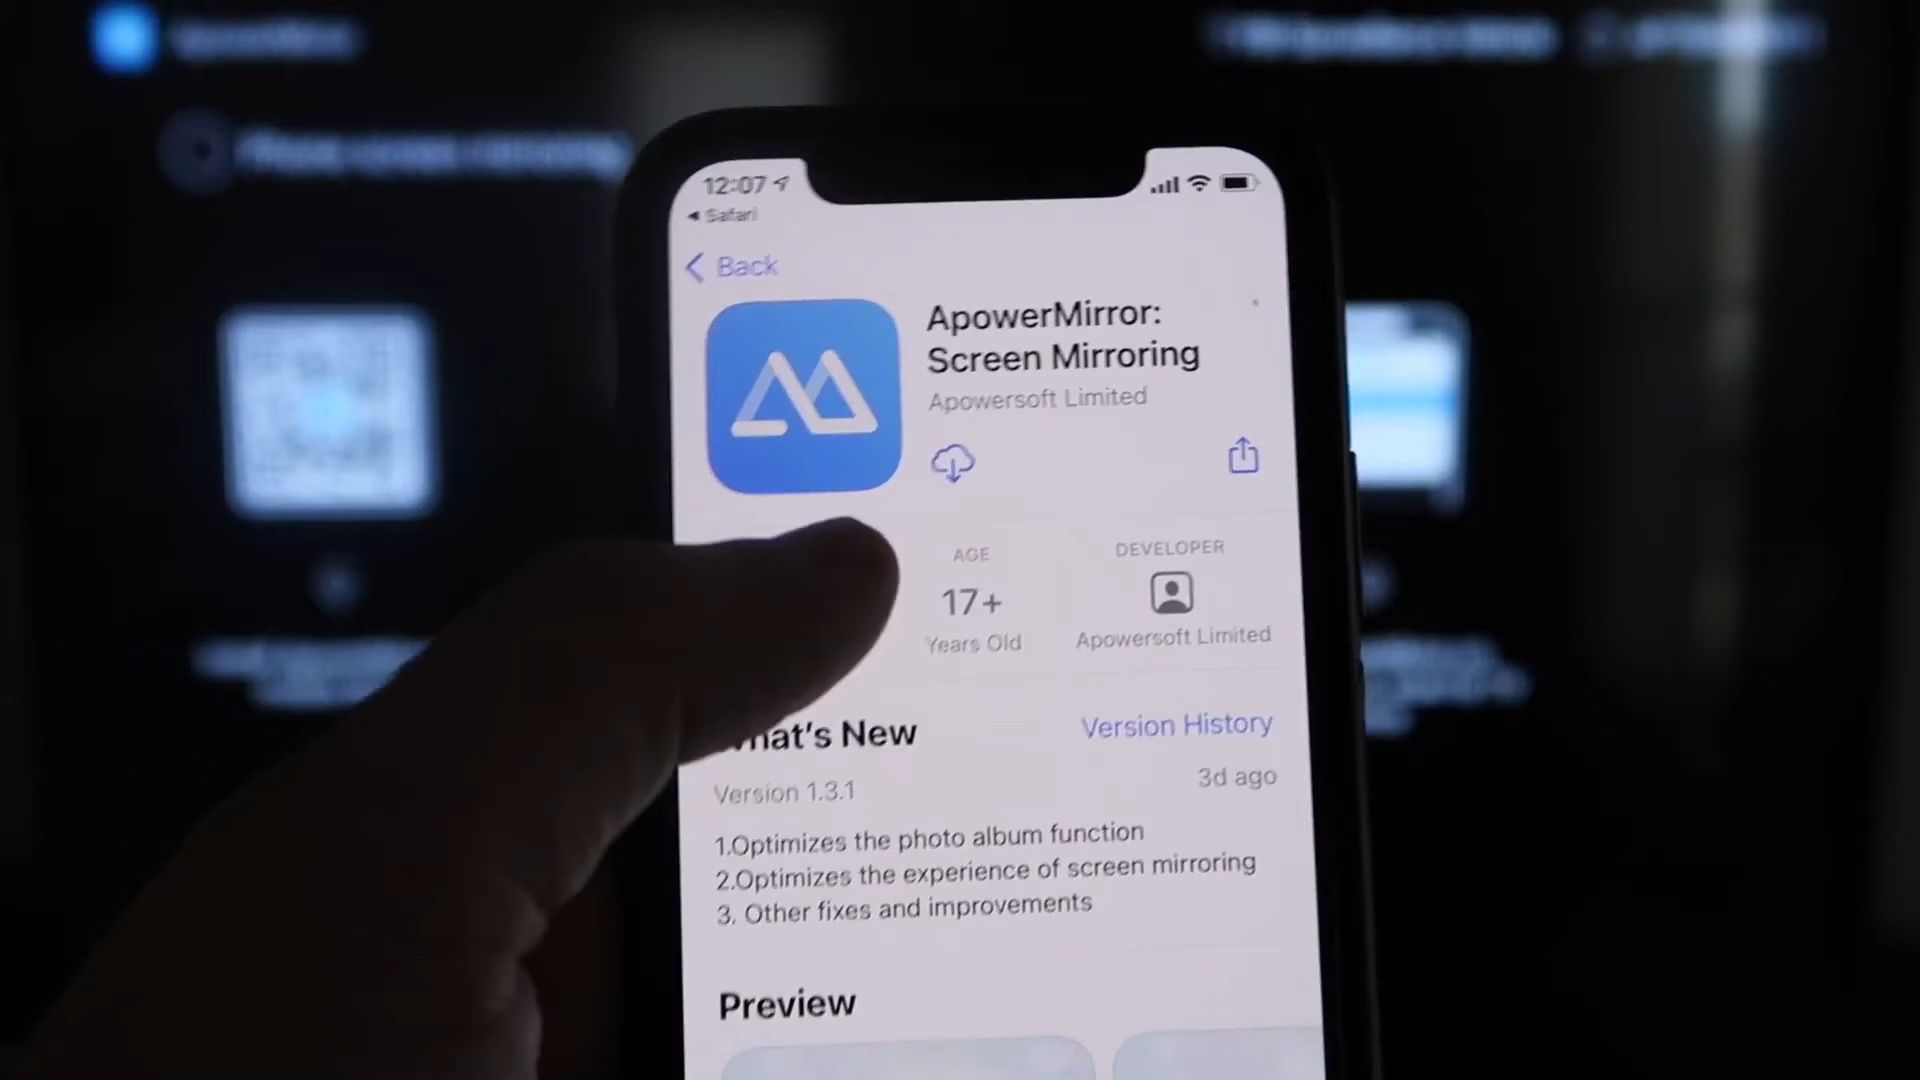 12:07
Safari
Back
ApowerMirror:
Screen Mirroring
Apowersoft Limited
AGE
DEVELOPER
17+
Years Old
Apowersoft Limited
New
Version History
Version 1.3.1
3d ago
1.Optimizes the photo album function
2.Optimizes the experience of screen mirroring
3. Other fixes and improvements
Preview